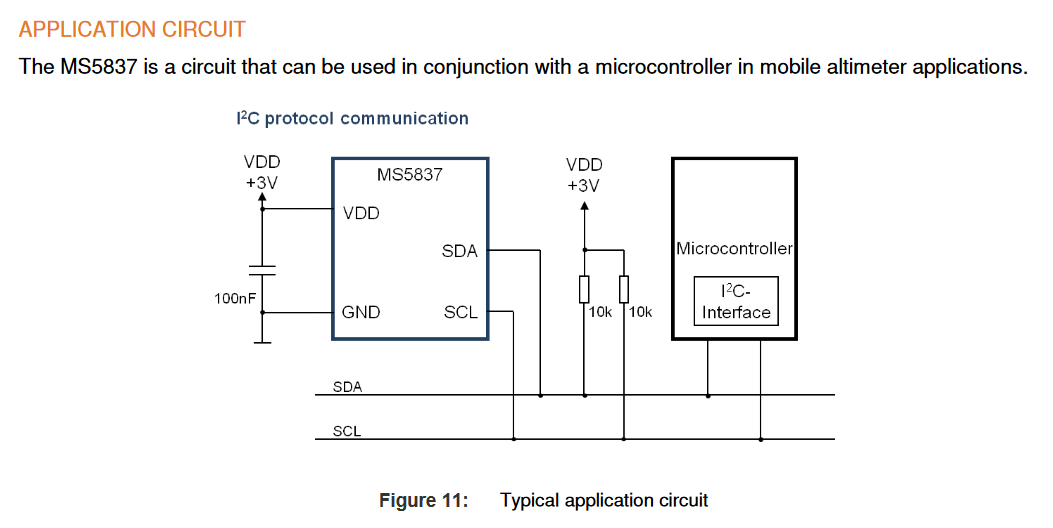 APPLICATION CIRCUIT
The MS5837 is a circuit that can be used in conjunction with a microcontroller in mobile altimeter applications.
I²C protocol communication
VDD
+3V
MS5837
VDD
SDA
100nF
GND
SCL
VDD
+3V
10k
10k
Microcontroller
I²C-
Interface
SDA
SCL
Figure 11: Typical application circuit